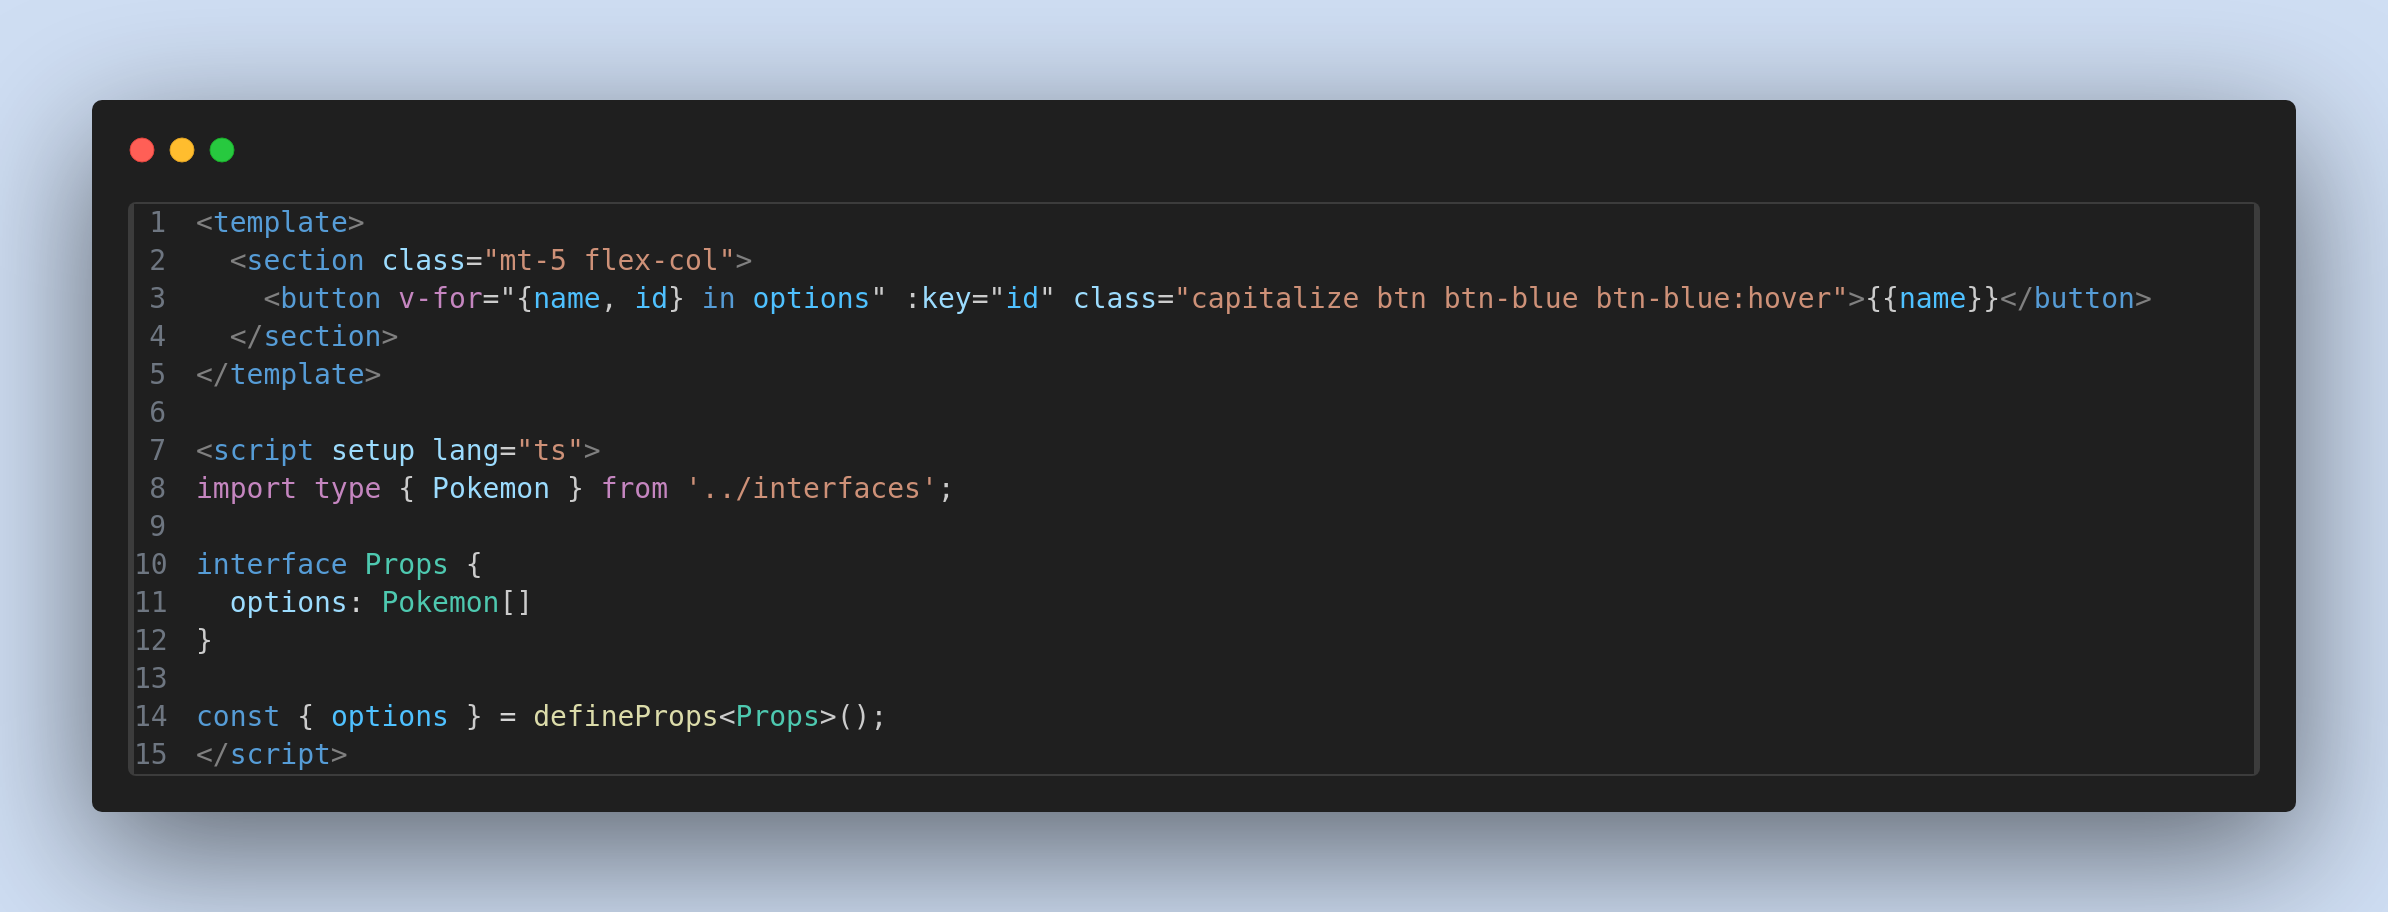 1 <template>
2   <section class="mt-5 flex-col">
3     <button v-for="{name, id} in options" :key="id" class="capitalize btn btn-blue btn-blue:hover">{{name}}</button>
4   </section>
5 </template>
6
7 <script setup lang="ts">
8 import type { Pokemon } from '../interfaces';
9
10 interface Props {
11   options: Pokemon[]
12 }
13
14 const { options } = defineProps<Props>();
15 </script>